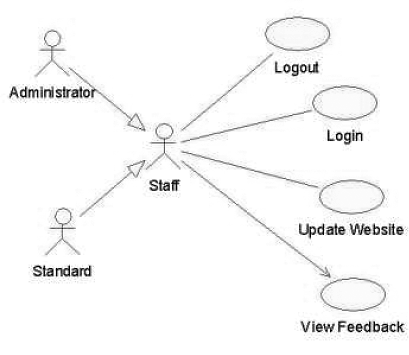 Logout
Administrator
Login
Staff
Update Website
Standard
View Feedback